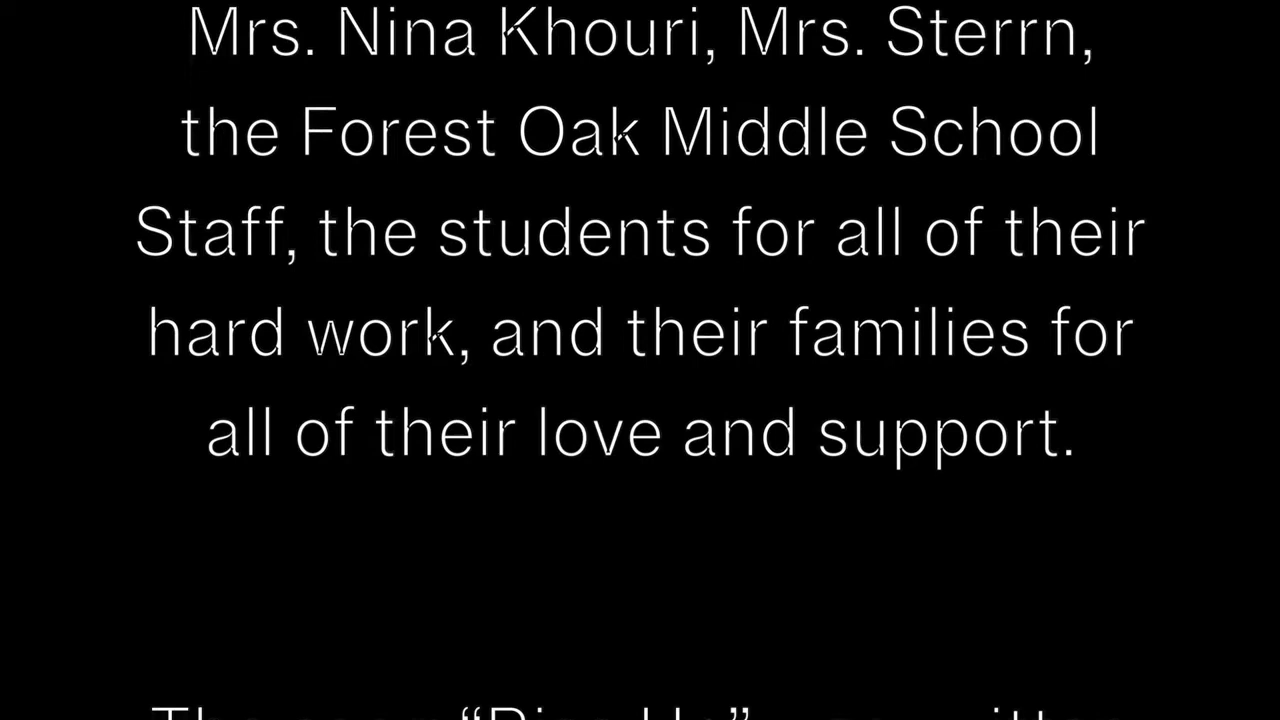 Mrs. Nina Khouri, Mrs. Sterrn,
the Forest Oak Middle School
Staff, the students for all of their
hard work, and their families for
all of their love and support.